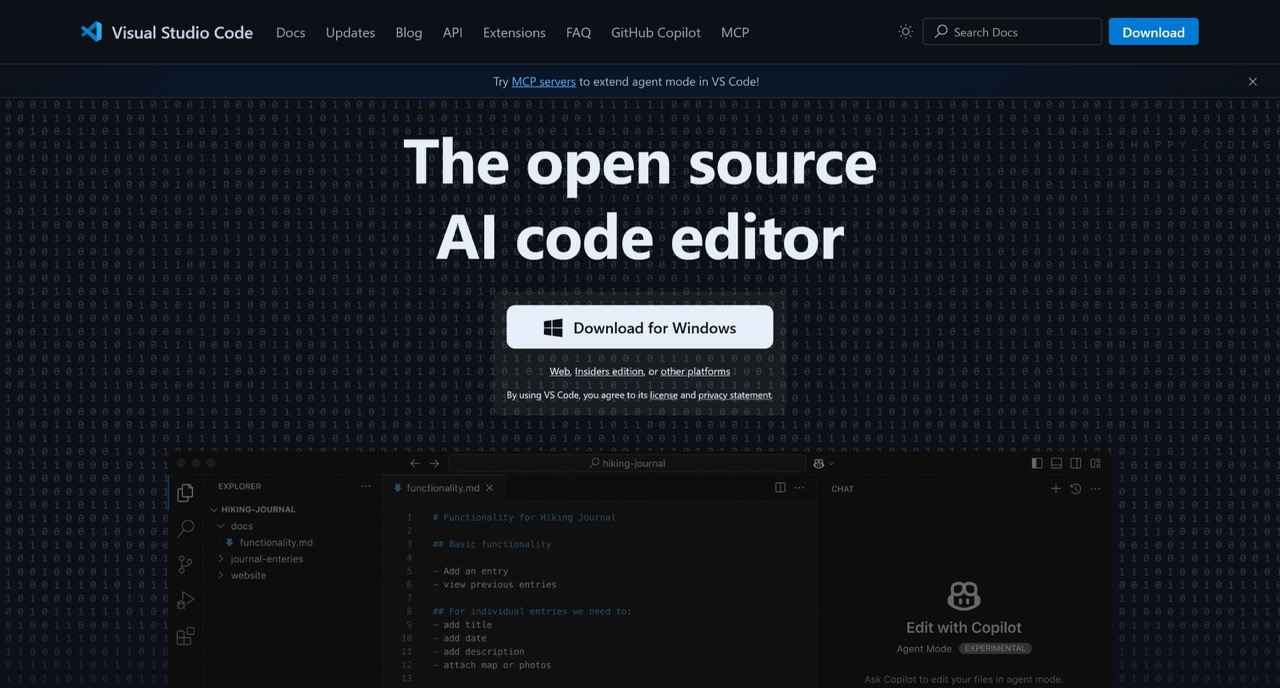 Visual Studio Code Docs Updates Blog API Extensions FAQ GitHub Copilot MCP Search Docs Download
Try MCP servers to extend agent mode in VS Code!
HAPPY_CODING
The open source
AI code editor
Download for Windows
Web, Insiders edition, or other platforms
By using VS Code, you agree to its license and privacy statement.
hiking-journal
EXPLORER
HIKING-JOURNAL
docs
functionality.md
journal-enteries
website
functionality.md
1 # Functionality for Hiking Journal
2
3 ## Basic functionality
4
5 - Add an entry
6 - view previous entries
7
8 ## For individual entries we need to:
9 - add title
10 - add date
11 - add description
12 - attach map or photos
13
CHAT
Edit with Copilot
Agent Mode EXPERIMENTAL
Ask Copilot to edit your files in agent mode.